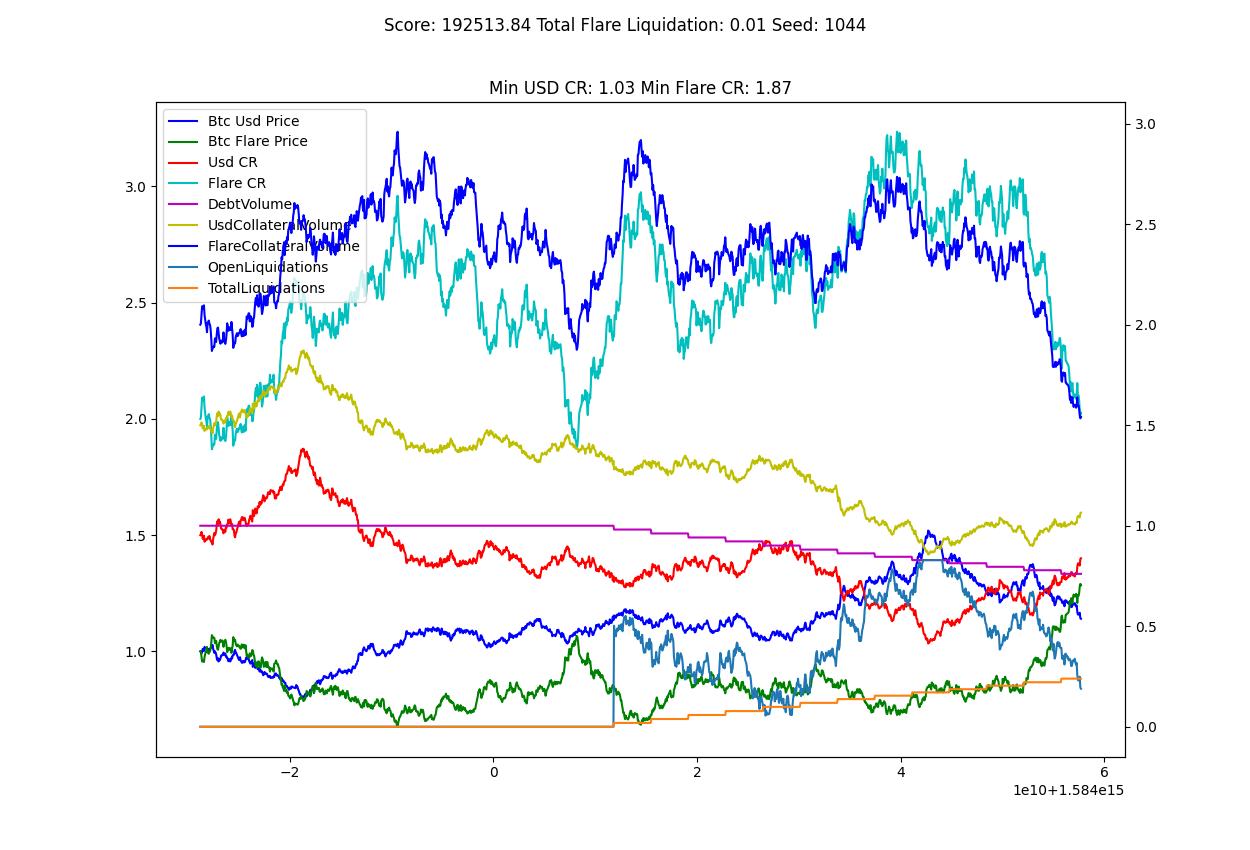 Score: 192513.84 Total Flare Liquidation: 0.01 Seed: 1044
Min USD CR: 1.03 Min Flare CR: 1.87
Btc Usd Price
Btc Flare Price
Usd CR
Flare CR
DebtVolume
UsdCollateralVolume
FlareCollateralVolume
OpenLiquidations
TotalLiquidations
3.0
2.5
2.0
1.5
1.0
3.0
2.5
2.0
1.5
1.0
0.5
0.0
−2
0
2
4
6
1e10+1.584e15